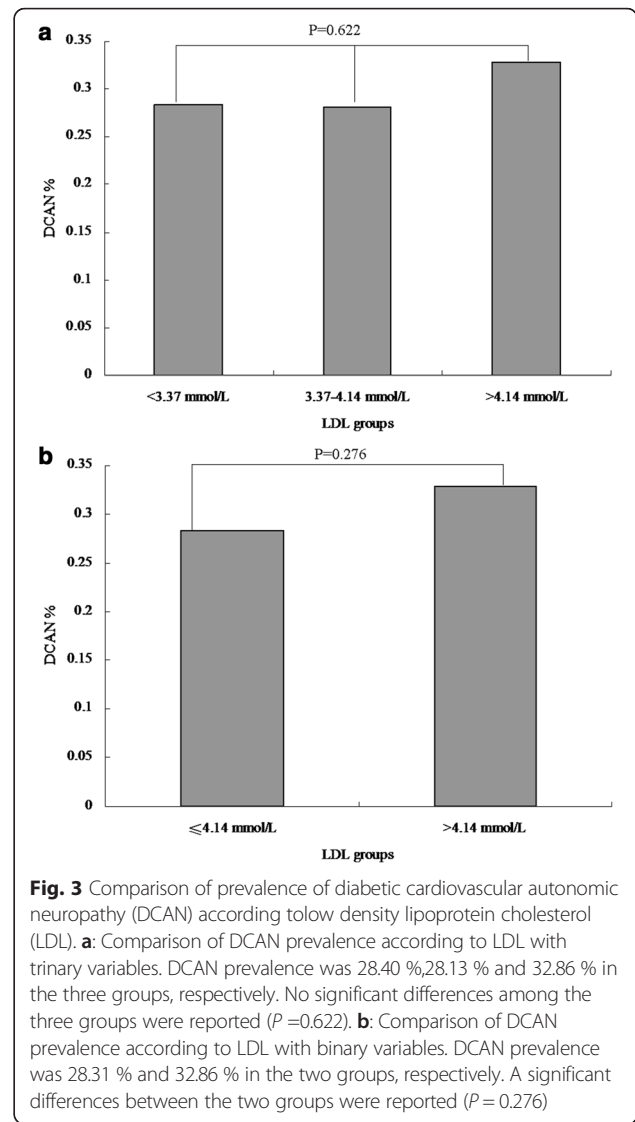 a
P=0.622
0.35
0.3
0.25
0.2
0.15
0.1
0.05
0
DCAN %
<3.37 mmol/L 3.37-4.14 mmol/L >4.14 mmol/L
LDL groups
b
P=0.276
0.35
0.3
0.25
0.2
0.15
0.1
0.05
0
DCAN %
≤4.14 mmol/L >4.14 mmol/L
LDL groups
Fig. 3 Comparison of prevalence of diabetic cardiovascular autonomic
neuropathy (DCAN) according tolow density lipoprotein cholesterol
(LDL). a: Comparison of DCAN prevalence according to LDL with
trinary variables. DCAN prevalence was 28.40 %,28.13 % and 32.86 % in
the three groups, respectively. No significant differences among the
three groups were reported (P =0.622). b: Comparison of DCAN
prevalence according to LDL with binary variables. DCAN prevalence
was 28.31 % and 32.86 % in the two groups, respectively. A significant
differences between the two groups were reported (P = 0.276)